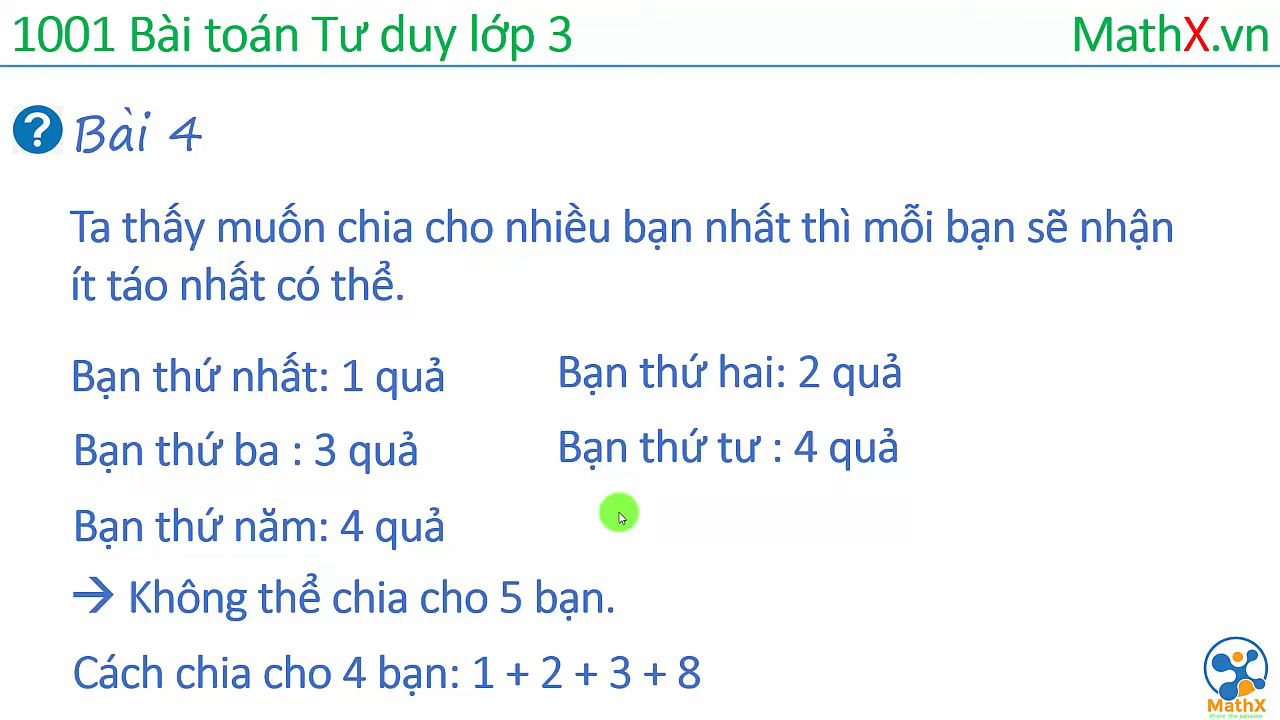 1001 Bài toán Tư duy lớp 3
MathX.vn
? Bài 4
Ta thấy muốn chia cho nhiều bạn nhất thì mỗi bạn sẽ nhận
ít táo nhất có thể.
Bạn thứ nhất: 1 quả
Bạn thứ hai: 2 quả
Bạn thứ ba : 3 quả
Bạn thứ tư : 4 quả
Bạn thứ năm: 4 quả
→ Không thể chia cho 5 bạn.
Cách chia cho 4 bạn: 1 + 2 + 3 + 8
MathX
share the passion